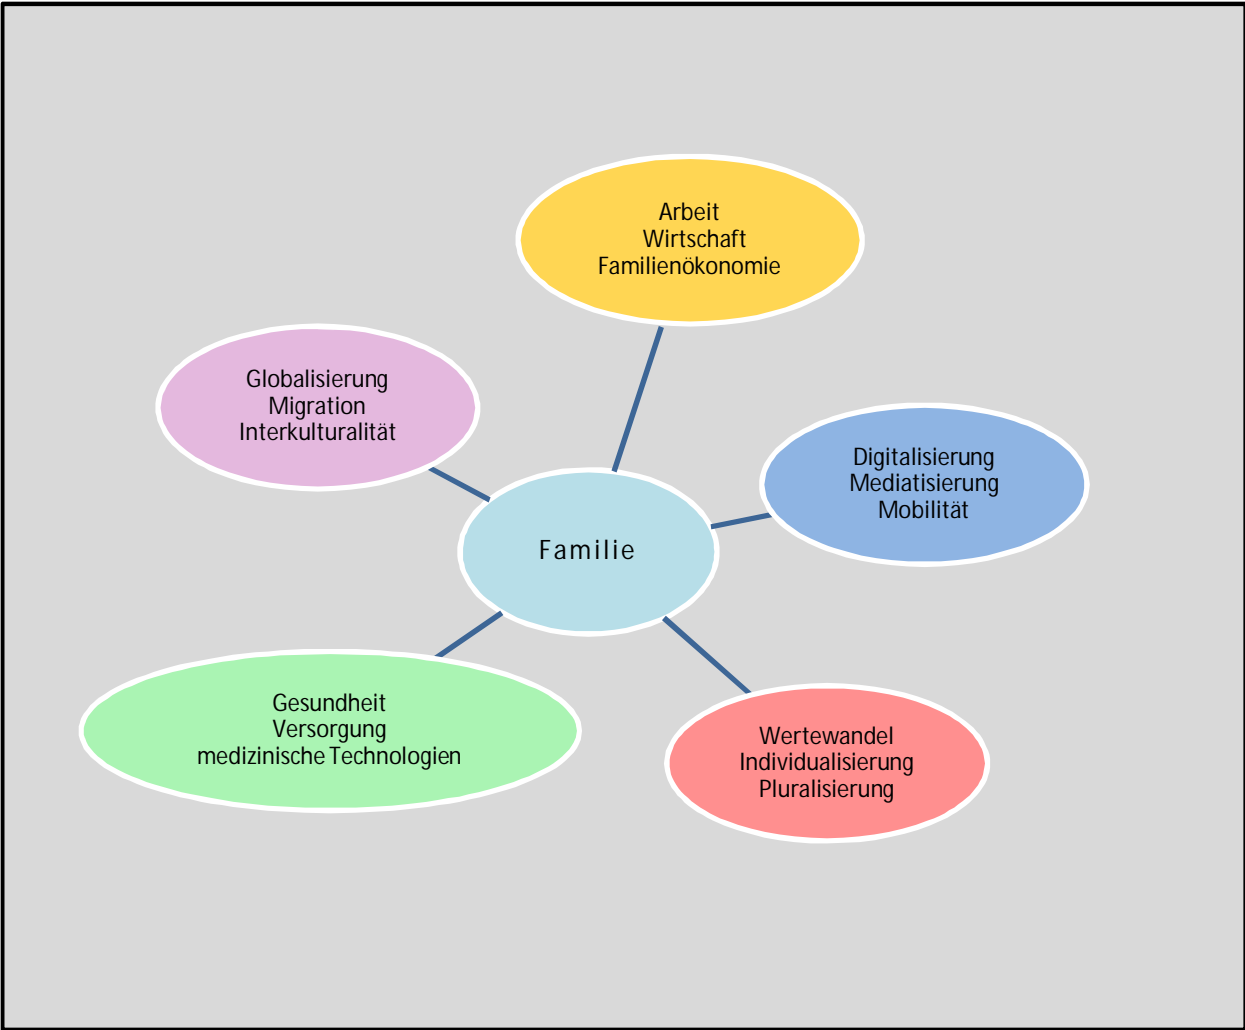 Arbeit
Wirtschaft
Familienökonomie
Globalisierung
Migration
Interkulturalität
Digitalisierung
Mediatisierung
Mobilität
Familie
Gesundheit
Versorgung
medizinische Technologien
Wertewandel
Individualisierung
Pluralisierung